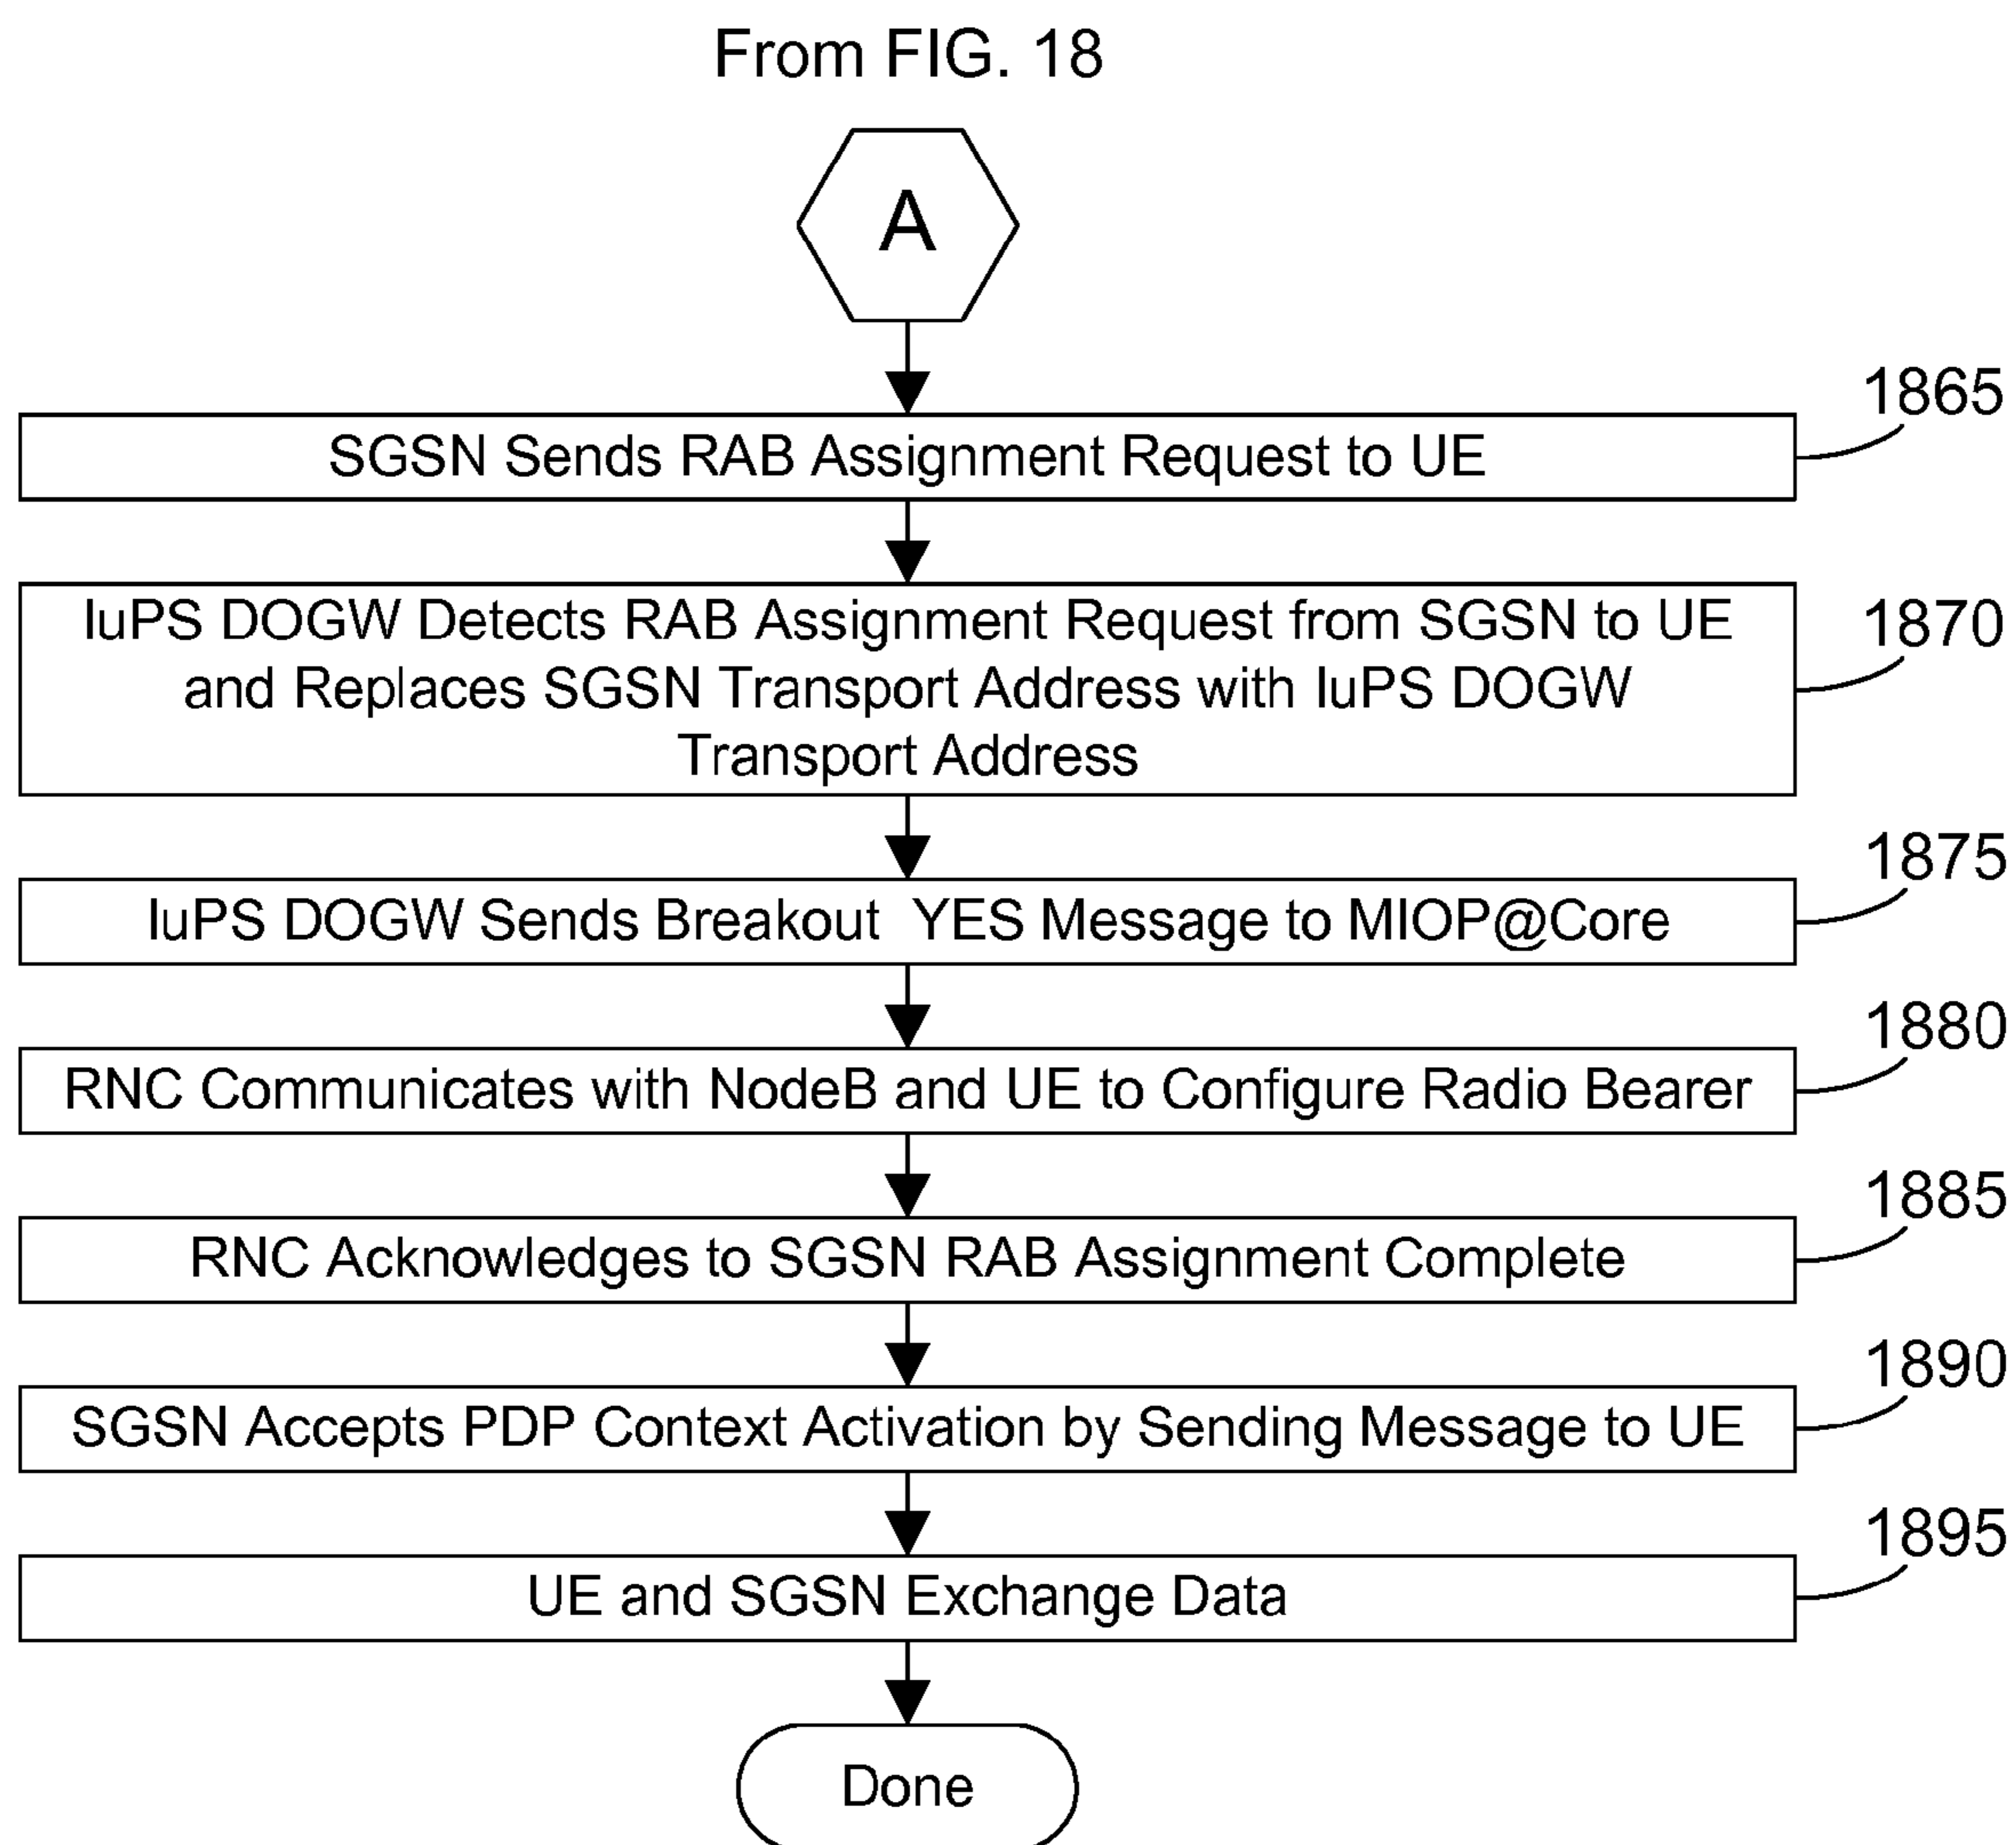 From FIG. 18
A
1865
SGSN Sends RAB Assignment Request to UE
1870
IuPS DOGW Detects RAB Assignment Request from SGSN to UE
and Replaces SGSN Transport Address with IuPS DOGW
Transport Address
1875
IuPS DOGW Sends Breakout YES Message to MIOP@Core
1880
RNC Communicates with NodeB and UE to Configure Radio Bearer
1885
RNC Acknowledges to SGSN RAB Assignment Complete
1890
SGSN Accepts PDP Context Activation by Sending Message to UE
1895
UE and SGSN Exchange Data
Done